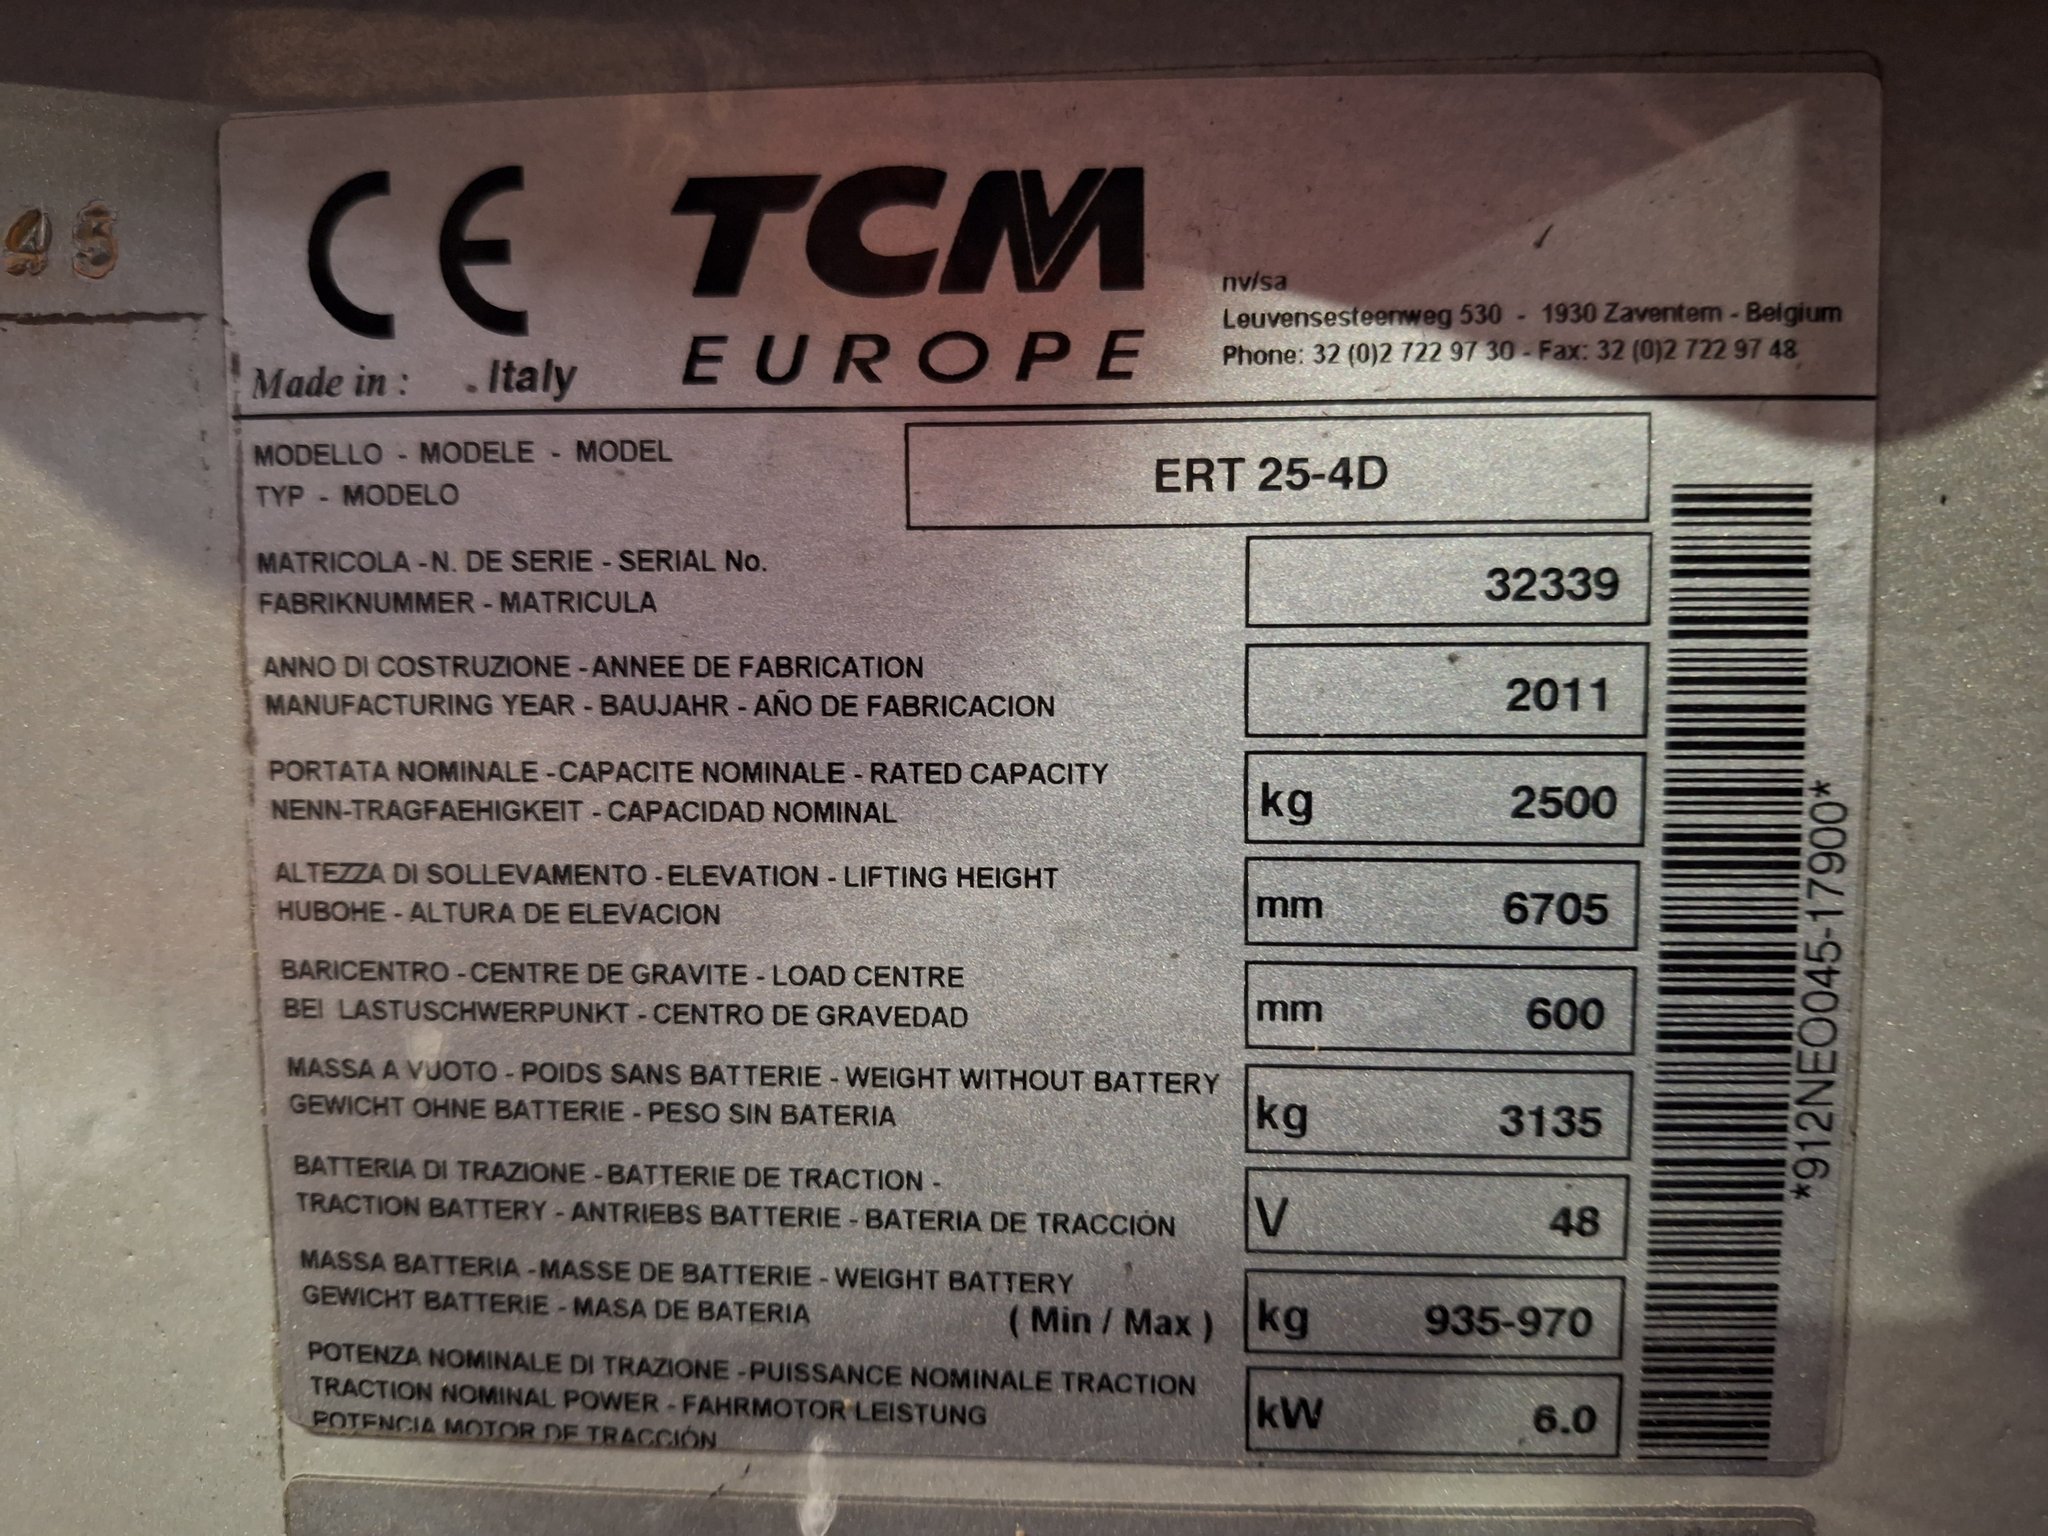 45
CE
TCM
EUROPE
nv/sa
Leuvensesteenweg 530 - 1930 Zaventem - Belgium
Phone: 32 (0)2 722 97 30 - Fax: 32 (0)2 722 97 48
Made in : . Italy
MODELLO - MODELE - MODEL
TYP - MODELO
ERT 25-4D
MATRICOLA - N. DE SERIE - SERIAL No.
FABRIKNUMMER - MATRICULA
32339
ANNO DI COSTRUZIONE - ANNEE DE FABRICATION
MANUFACTURING YEAR - BAUJAHR - AÑO DE FABRICACION
2011
PORTATA NOMINALE - CAPACITE NOMINALE - RATED CAPACITY
NENN-TRAGFAEHIGKEIT - CAPACIDAD NOMINAL
kg 2500
ALTEZZA DI SOLLEVAMENTO - ELEVATION - LIFTING HEIGHT
HUBOHE - ALTURA DE ELEVACION
mm 6705
BARICENTRO - CENTRE DE GRAVITE - LOAD CENTRE
BEI LASTUSCHWERPUNKT - CENTRO DE GRAVEDAD
mm 600
MASSA A VUOTO - POIDS SANS BATTERIE - WEIGHT WITHOUT BATTERY
GEWICHT OHNE BATTERIE - PESO SIN BATERIA
kg 3135
BATTERIA DI TRAZIONE - BATTERIE DE TRACTION -
TRACTION BATTERY - ANTRIEBS BATTERIE - BATERIA DE TRACCIÓN
V 48
MASSA BATTERIA - MASSE DE BATTERIE - WEIGHT BATTERY
GEWICHT BATTERIE - MASA DE BATERIA ( Min / Max )
kg 935-970
POTENZA NOMINALE DI TRAZIONE - PUISSANCE NOMINALE TRACTION
TRACTION NOMINAL POWER - FAHRMOTOR LEISTUNG
POTENCIA MOTOR DE TRACCIÓN
kW 6.0
*912NEO045-17900*